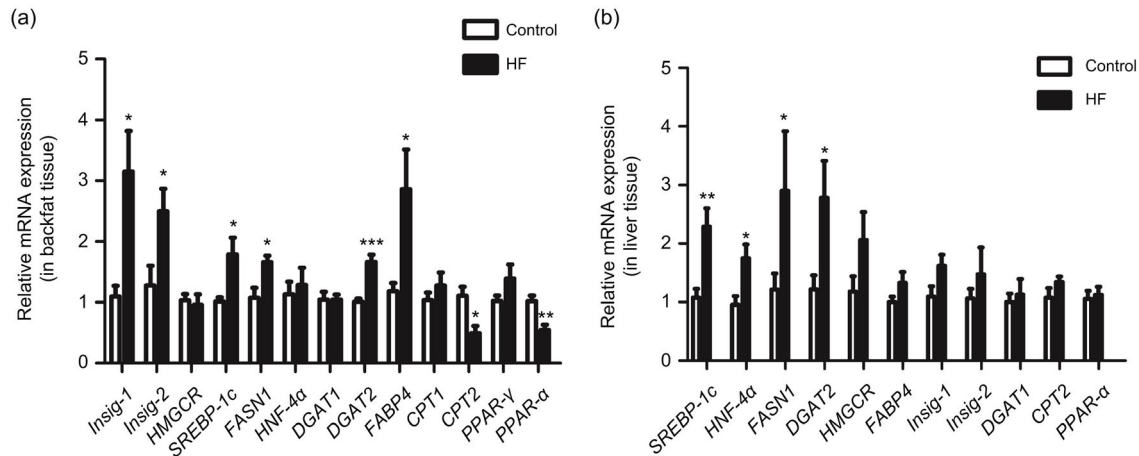 (a)
Control
HF
Relative mRNA expression
(in backfat tissue)
5
4
3
2
1
0
*
*
*
*
***
*
*
**
Insig-1
Insig-2
HMGCR
SREBP-1c
FASN1
HNF-4α
DGAT1
DGAT2
FABP4
CPT1
CPT2
PPAR-γ
PPAR-α
(b)
Control
HF
Relative mRNA expression
(in liver tissue)
5
4
3
2
1
0
**
*
*
*
SREBP-1c
HNF-4α
FASN1
DGAT2
HMGCR
FABP4
Insig-1
Insig-2
DGAT1
CPT2
PPAR-α